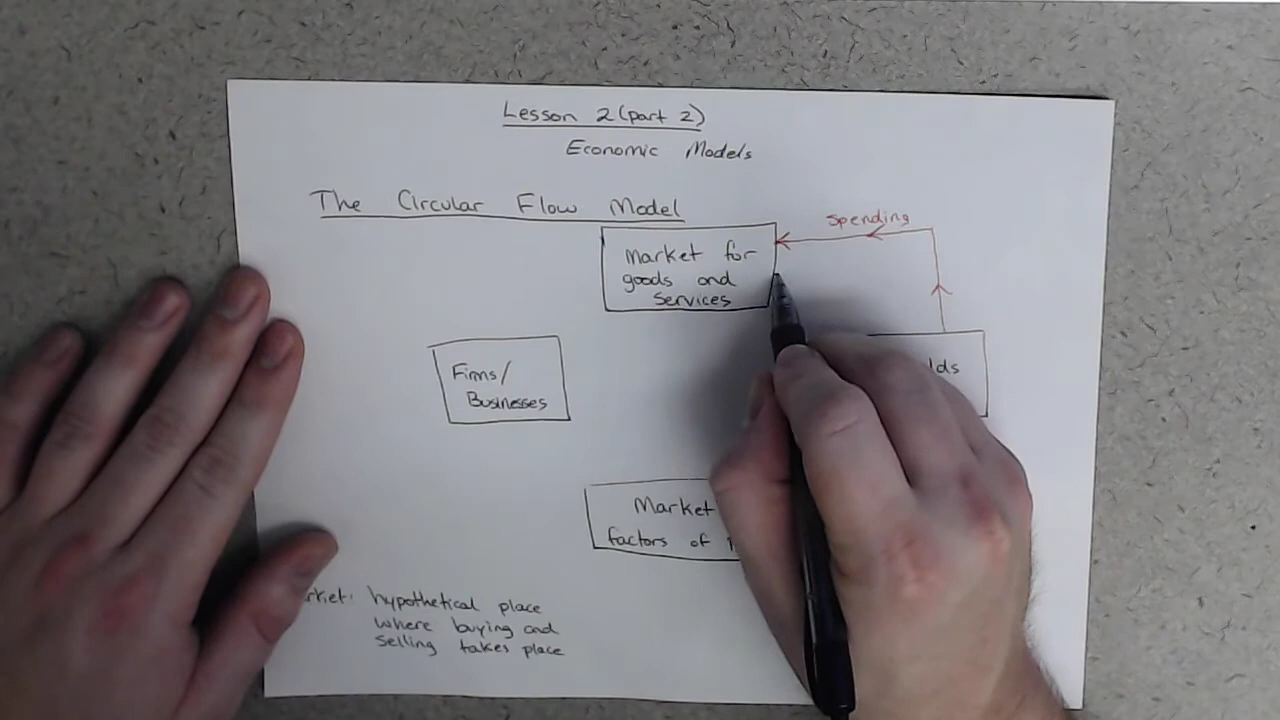 Lesson 2 (part 2)
Economic Models
The Circular Flow Model
Spending
Market for
goods and
Services
Firms/
Businesses
Market
factors of
hypothetical place
where buying and
selling takes place